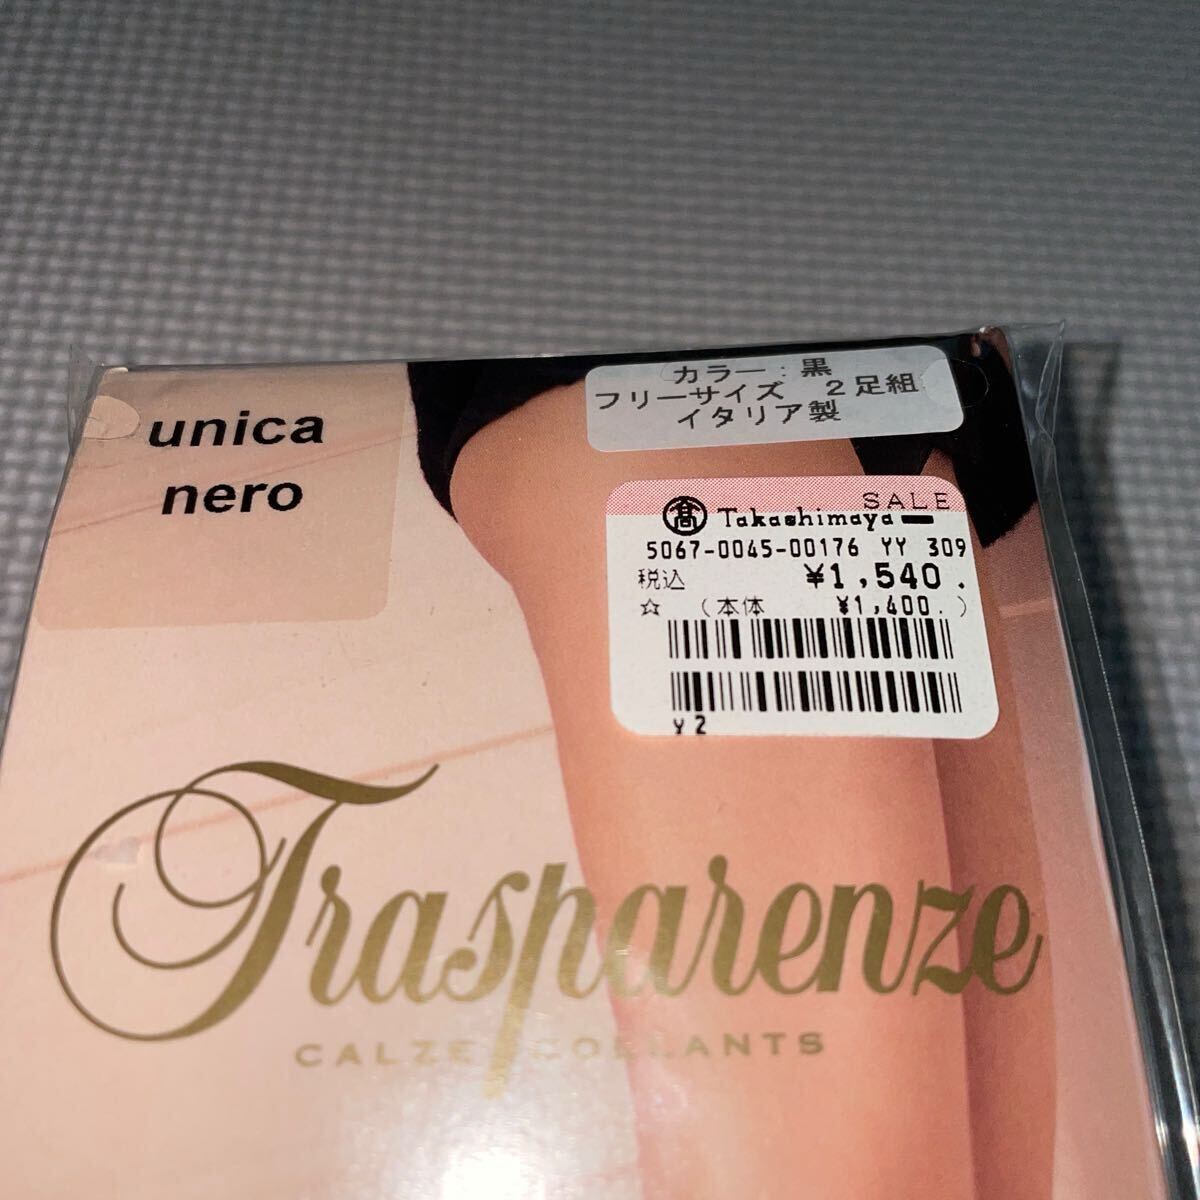 unica
nero
カラー:黒
フリーサイズ 2足組
イタリア製
SALE
髙 Takashimaya
5067-0045-00176 YY 309
税込 ¥1,540.
☆ (本体 ¥1,400.)
Y2
Trasparenze
CALZE COLLANTS